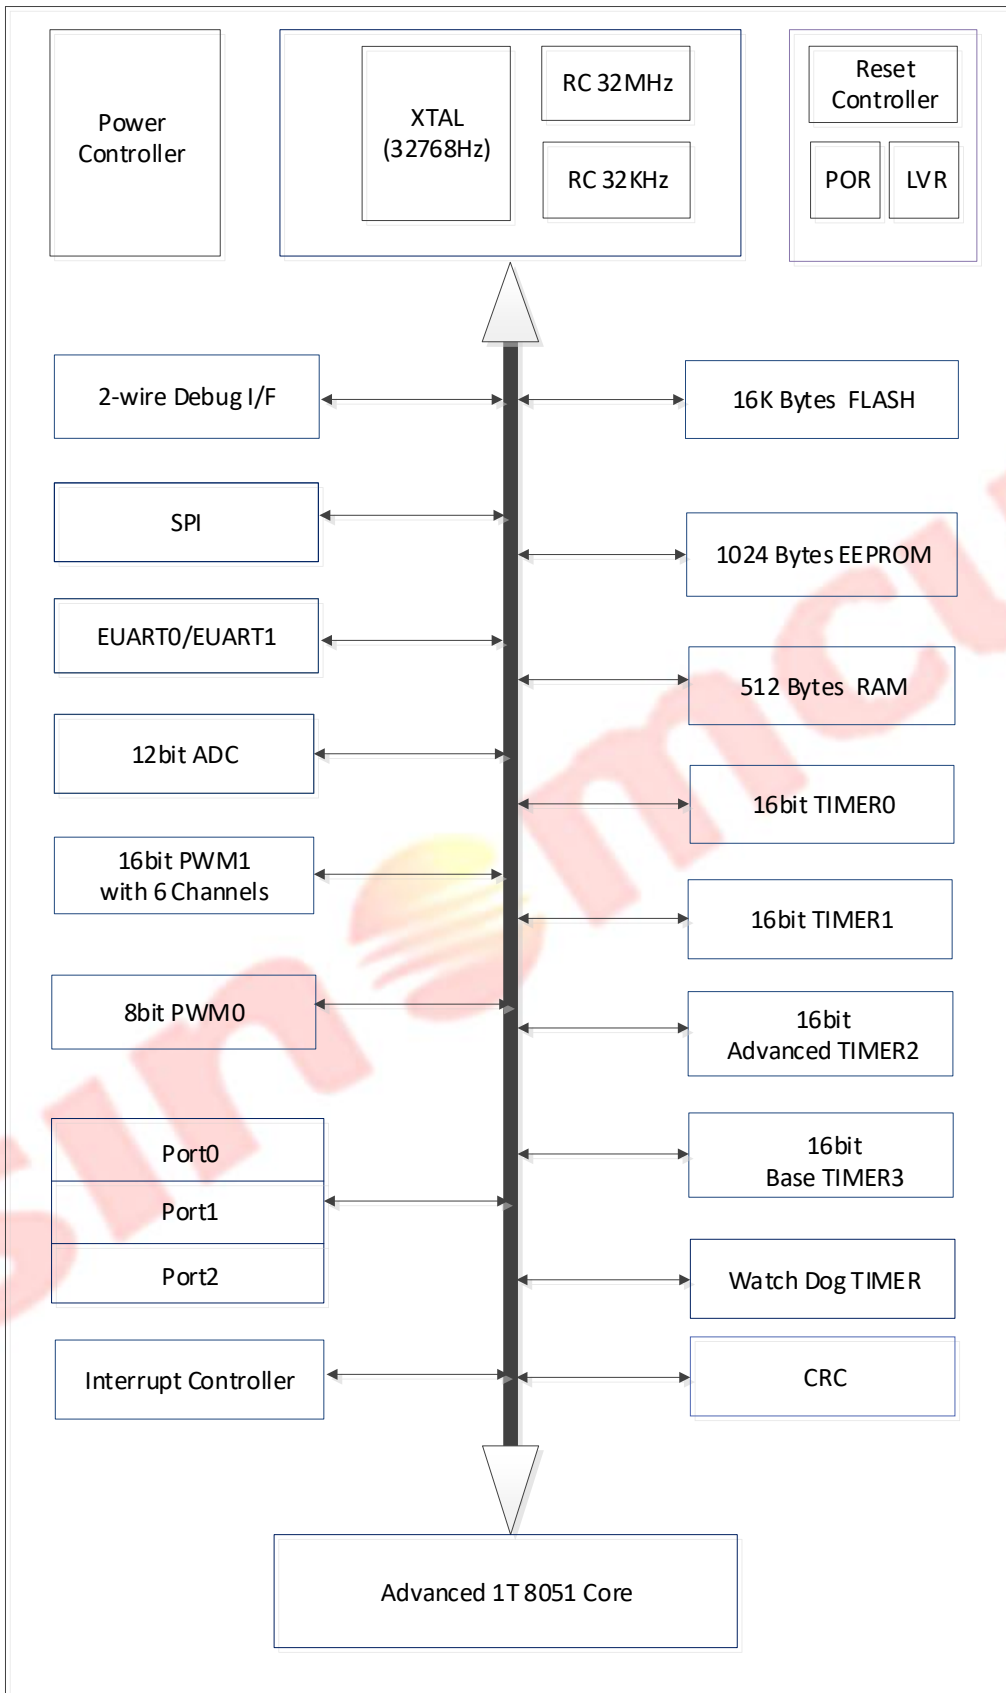 Power
Controller
XTAL
(32768Hz)
RC 32MHz
RC 32KHz
Reset
Controller
POR
LVR
2-wire Debug I/F
16K Bytes FLASH
SPI
1024 Bytes EEPROM
EUART0/EUART1
512 Bytes RAM
12bit ADC
16bit TIMER0
16bit PWM1
with 6 Channels
16bit TIMER1
8bit PWM0
16bit
Advanced TIMER2
Port0
Port1
Port2
16bit
Base TIMER3
Watch Dog TIMER
Interrupt Controller
CRC
Advanced 1T 8051 Core
sinomcu